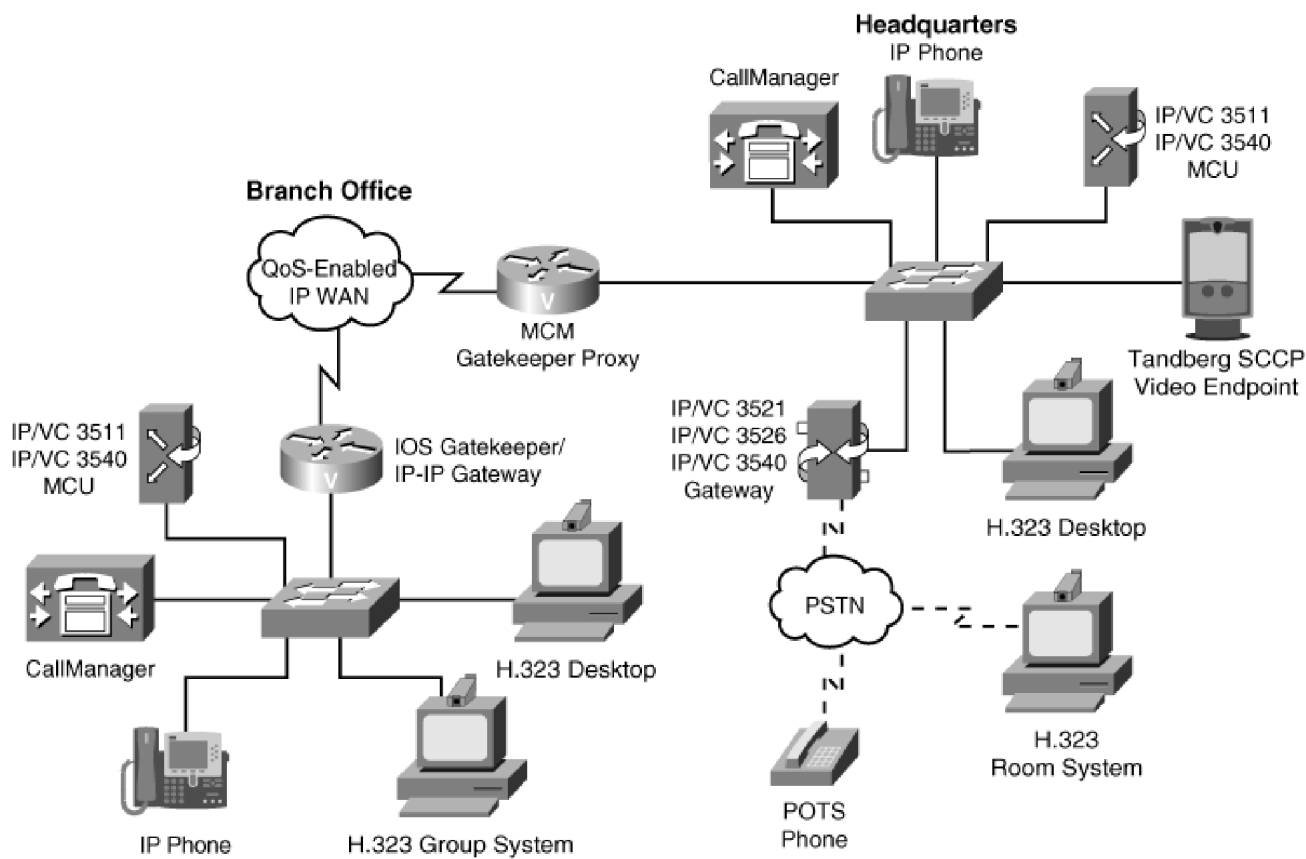 Headquarters
IP Phone
CallManager
IP/VC 3511
IP/VC 3540
MCU
Branch Office
QoS-Enabled
IP WAN
V
MCM
Gatekeeper Proxy
Tandberg SCCP
Video Endpoint
IP/VC 3521
IP/VC 3526
IP/VC 3540
Gateway
H.323 Desktop
IP/VC 3511
IP/VC 3540
MCU
V
IOS Gatekeeper/
IP-IP Gateway
CallManager
H.323 Desktop
PSTN
IP Phone
H.323 Group System
POTS
Phone
H.323
Room System